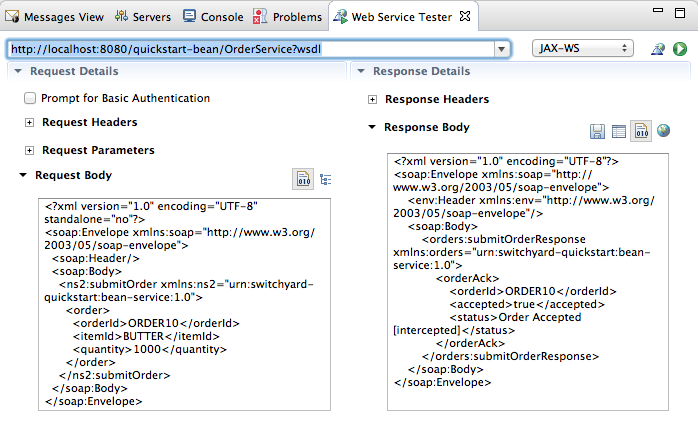 Messages View
Servers
Console
Problems
Web Service Tester
http://localhost:8080/quickstart-bean/OrderService?wsdl
JAX-WS
Request Details
Prompt for Basic Authentication
Request Headers
Request Parameters
Request Body
<?xml version="1.0" encoding="UTF-8"
standalone="no"?>
<soap:Envelope xmlns:soap="http://www.w3.org/
2003/05/soap-envelope">
<soap:Header/>
<soap:Body>
<ns2:submitOrder xmlns:ns2="urn:switchyard-
quickstart:bean-service:1.0">
<order>
<orderId>ORDER10</orderId>
<itemId>BUTTER</itemId>
<quantity>1000</quantity>
</order>
</ns2:submitOrder>
</soap:Body>
</soap:Envelope>
Response Details
Response Headers
Response Body
<?xml version="1.0" encoding="UTF-8"?>
<soap:Envelope xmlns:soap="http://
www.w3.org/2003/05/soap-envelope">
<env:Header xmlns:env="http://www.w3.org/
2003/05/soap-envelope"/>
<soap:Body>
<orders:submitOrderResponse
xmlns:orders="urn:switchyard-quickstart:bean-
service:1.0">
<orderAck>
<orderId>ORDER10</orderId>
<accepted>true</accepted>
<status>Order Accepted
[intercepted]</status>
</orderAck>
</orders:submitOrderResponse>
</soap:Body>
</soap:Envelope>